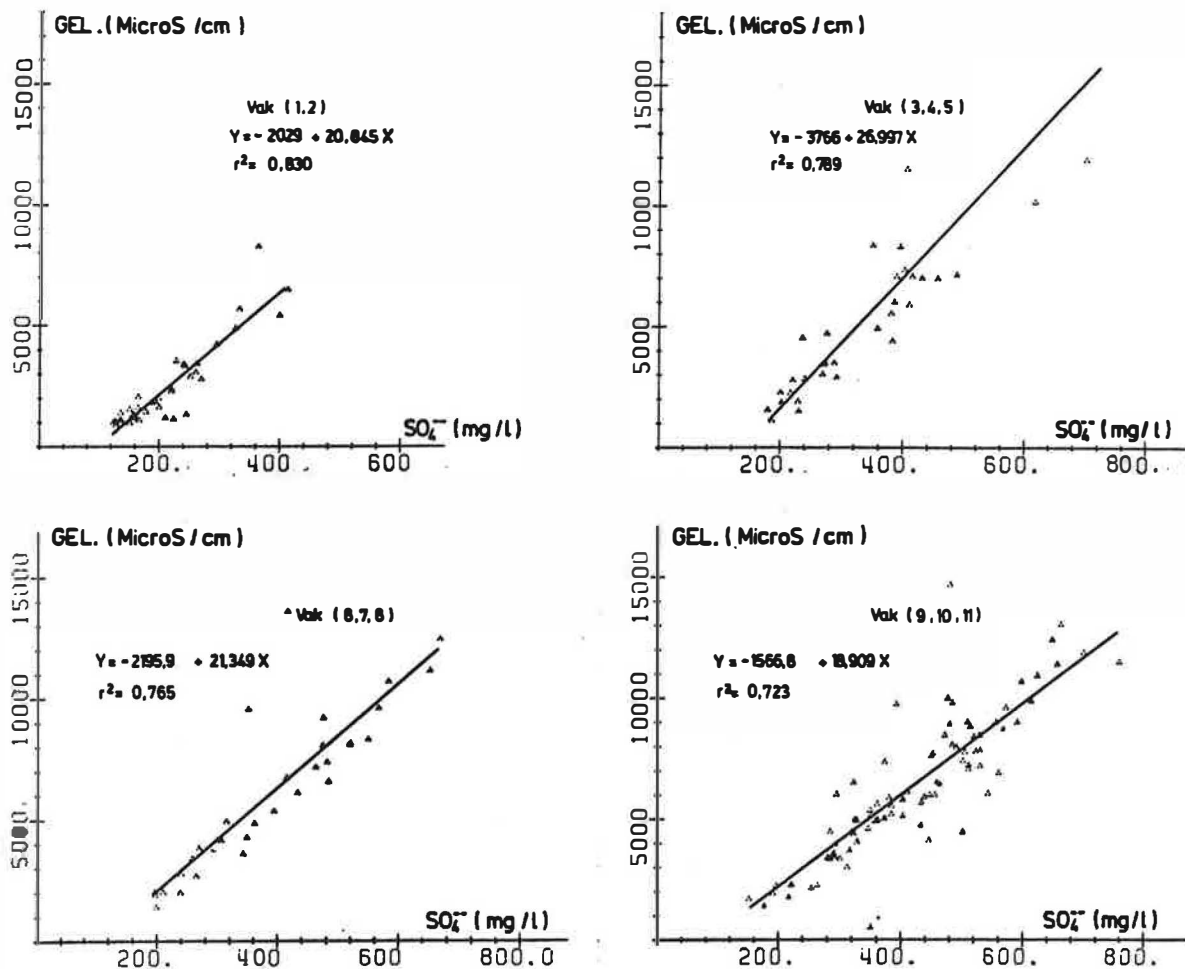 GEL.(MicroS/cm)
15000
10000
5000
Vak (1,2)
Y=-2029 + 20,845 X
r²= 0,830
SO₄⁻⁻ (mg/l)
200. 400. 600
GEL. (MicroS/cm)
15000
10000
5000
Vak (3,4,5)
Y=-3766+26,997 X
r²= 0,789
SO₄⁻⁻ (mg/l)
200. 400. 600. 800.
GEL. (MicroS/cm)
15000
10000
5000.
Vak (6,7,8)
Y=-2195,9 + 21,349 X
r²= 0,765
SO₄⁻⁻ (mg/l)
200. 400. 600. 800.0
GEL. (MicroS/cm)
15000
10000
5000
Vak (9,10,11)
Y=-1566,8 + 18,909 X
r²= 0,723
SO₄⁻⁻ (mg/l)
200. 400. 600. 800.